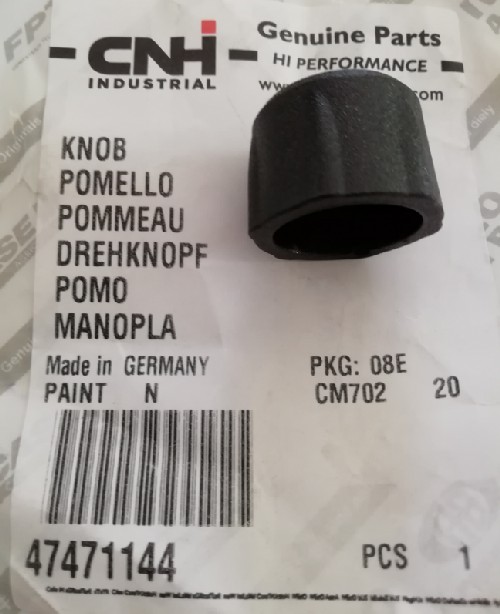 CNH
INDUSTRIAL
Genuine Parts
HI PERFORMANCE
KNOB
POMELLO
POMMEAU
DREHKNOPF
POMO
MANOPLA
Made in GERMANY
PKG: 08E
PAINT N
CM702 20
47471144
PCS 1